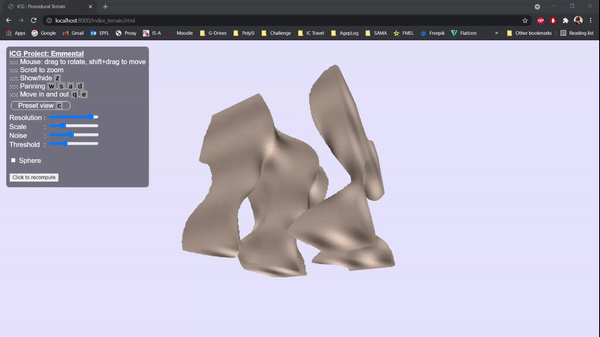 ICG : Procedural Terrain
localhost:8000/index_terrain.html
Apps
Google
Gmail
EPFL
Proxy
IS-A
Moodle
G-Drives
PolySI
Challenge
IC Travel
AgepLog
SAMA
FMEL
Freepik
Flaticon
Other bookmarks
Reading list
ICG Project: Emmental
Mouse: drag to rotate, shift+drag to move
Scroll to zoom
Show/hide z
Panning w s a d
Move in and out q e
Preset view c
Resolution :
Scale :
Noise :
Threshold :
Sphere
Click to recompute